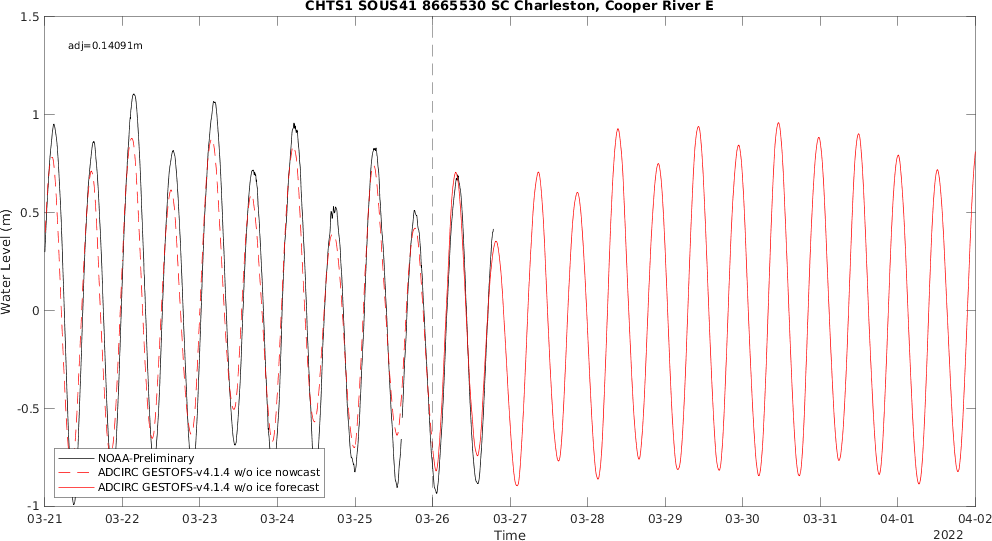 CHTS1 SOUS41 8665530 SC Charleston, Cooper River E
adj=0.14091m
1.5
1
0.5
0
-0.5
-1
Water Level (m)
NOAA-Preliminary
ADCIRC GESTOFS-v4.1.4 w/o ice nowcast
ADCIRC GESTOFS-v4.1.4 w/o ice forecast
03-21 03-22 03-23 03-24 03-25 03-26 03-27 03-28 03-29 03-30 03-31 04-01 04-02
Time
2022